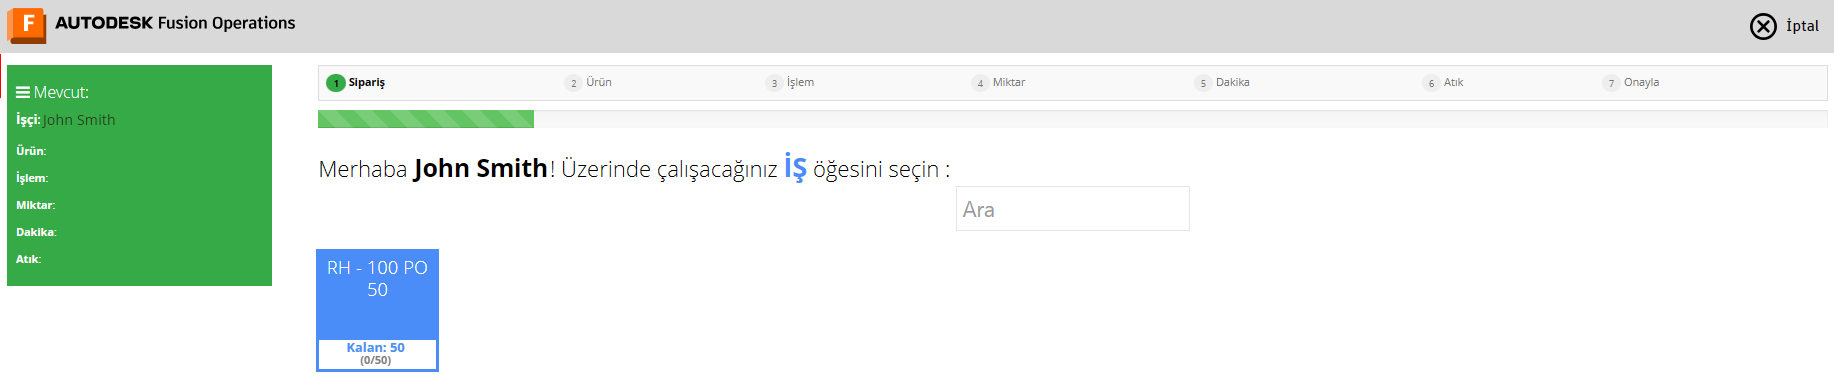 F AUTODESK Fusion Operations
İptal
Mevcut:
İşçi: John Smith
Ürün:
İşlem:
Miktar:
Dakika:
Atık:
1 Sipariş
2 Ürün
3 İşlem
4 Miktar
5 Dakika
6 Atık
7 Onayla
Merhaba John Smith! Üzerinde çalışacağınız İŞ öğesini seçin :
Ara
RH - 100 PO
50
Kalan: 50
(0/50)